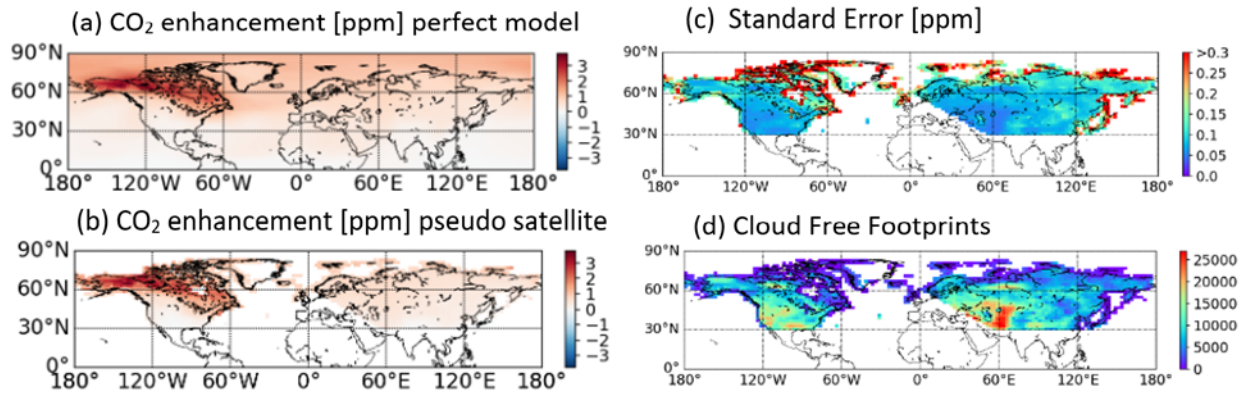 (a) CO₂ enhancement [ppm] perfect model
90°N
60°N
30°N
0°
180° 120°W 60°W 0° 60°E 120°E 180°
3
2
1
0
−1
−2
−3
(b) CO₂ enhancement [ppm] pseudo satellite
90°N
60°N
30°N
0°
180° 120°W 60°W 0° 60°E 120°E 180°
3
2
1
0
−1
−2
−3
(c) Standard Error [ppm]
90°N
60°N
30°N
0°
180° 120°W 60°W 0° 60°E 120°E 180°
>0.3
0.25
0.2
0.15
0.1
0.05
0.0
(d) Cloud Free Footprints
90°N
60°N
30°N
0°
180° 120°W 60°W 0° 60°E 120°E 180°
25000
20000
15000
10000
5000
0